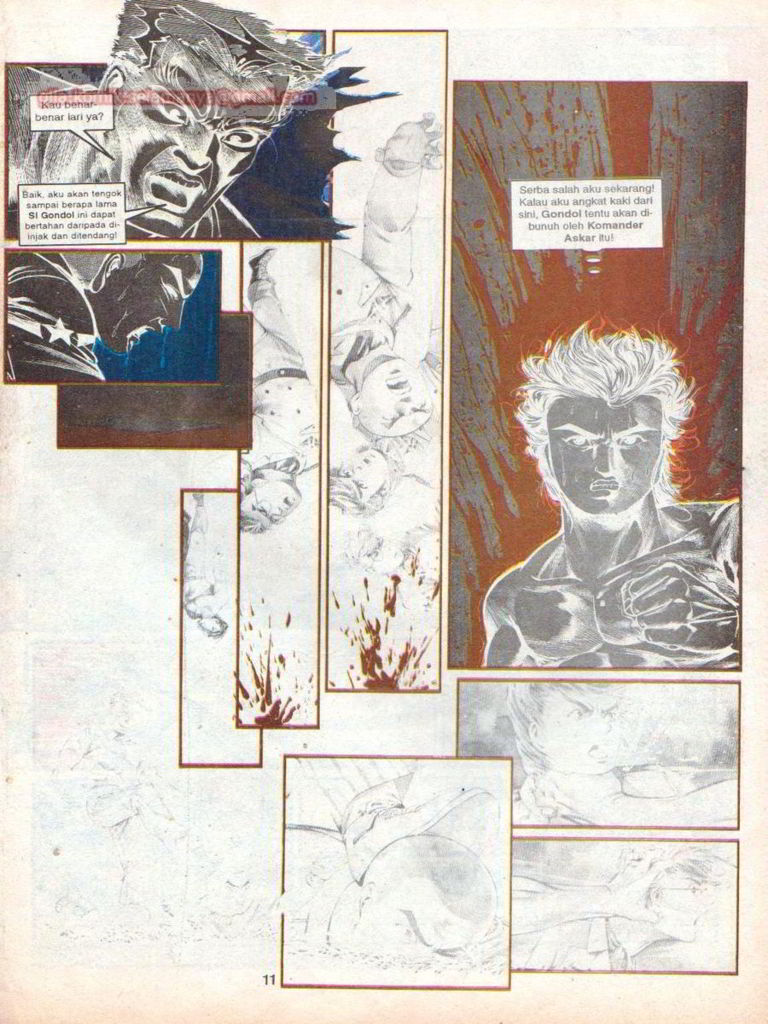 Kau benar-
benar lari ya?
Baik, aku akan tengok
sampai berapa lama
SI Gondol ini dapat
bertahan daripada di-
injak dan ditendang!
Serba salah aku sekarang!
Kalau aku angkat kaki dari
sini, Gondol tentu akan di-
bunuh oleh Komander
Askar itu!
11